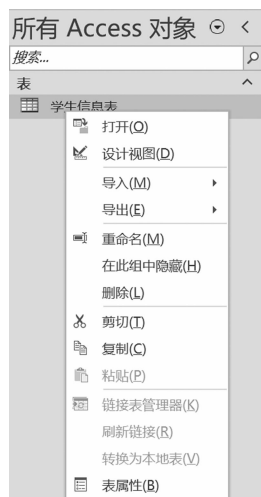 所有 Access 对象
搜索...
表
学生信息表
打开(O)
设计视图(D)
导入(M)
导出(E)
重命名(M)
在此组中隐藏(H)
删除(L)
剪切(T)
复制(C)
粘贴(P)
链接表管理器(K)
刷新链接(R)
转换为本地表(V)
表属性(B)